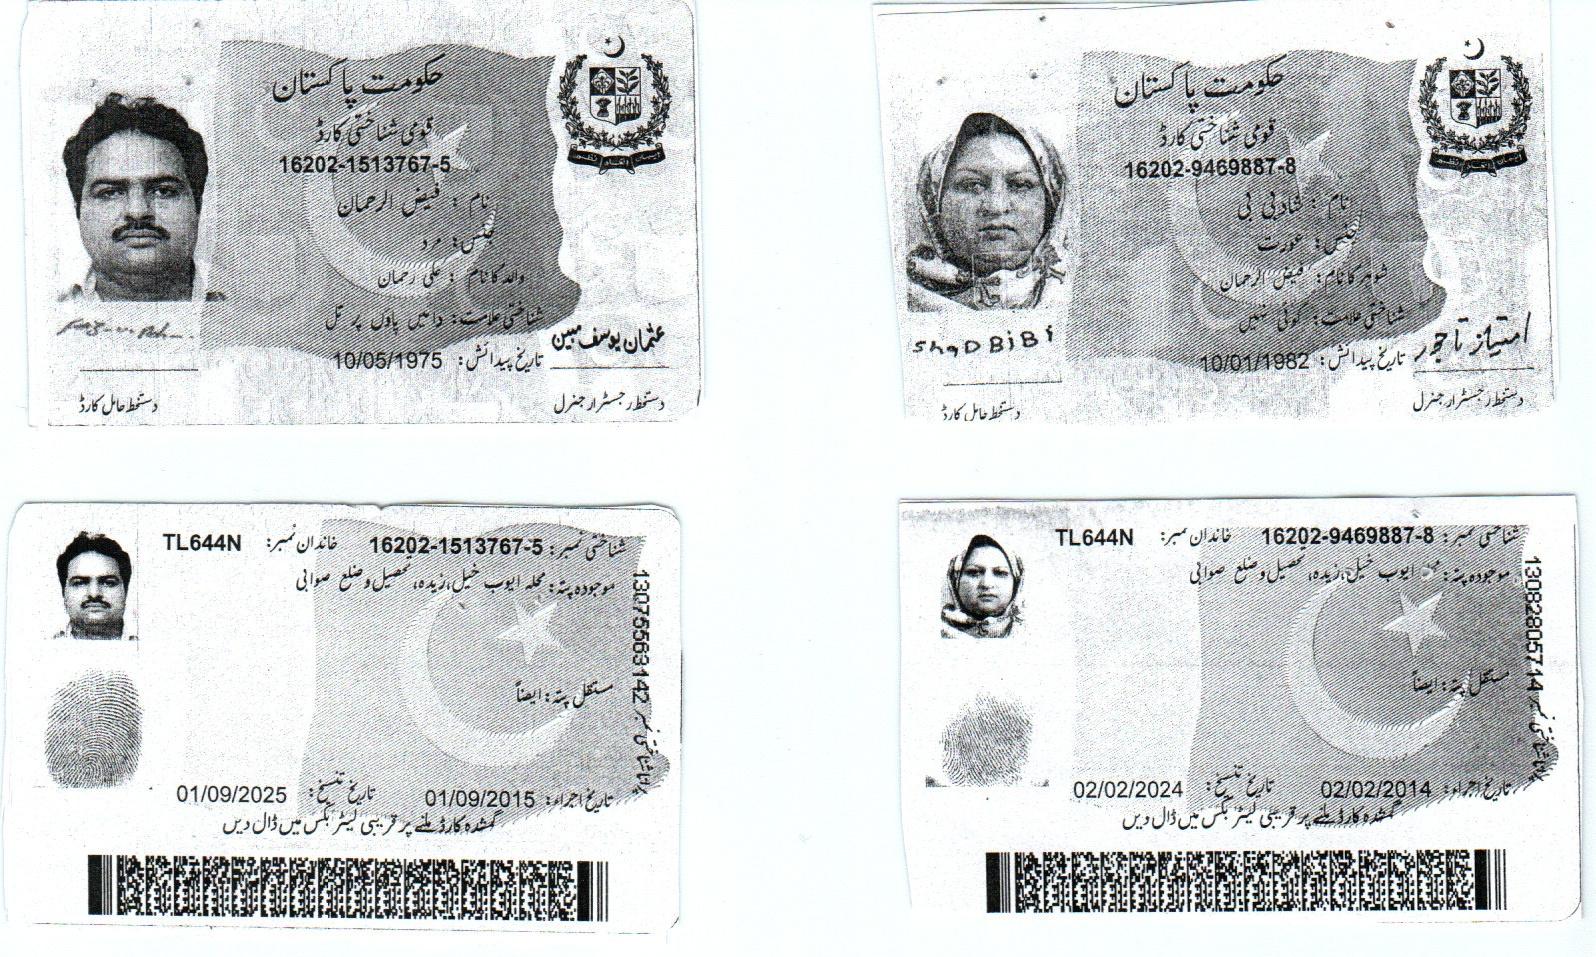 حکومت پاکستان
قومی شناختی کارڈ
16202-1513767-5
نام : فیض الرحمان
جنس: مرد
والد کا نام : علی رحمان
شناختی علامت: دائیں پاؤں پر تل
تاریخ پیدائش: 10/05/1975
عثمان یوسف مبین
دستخط حامل کارڈ
دستخط رجسٹرار جنرل
حکومت پاکستان
قومی شناختی کارڈ
16202-9469887-8
نام : شاد بی بی
جنس: عورت
شوہر کا نام: فیض الرحمان
شناختی علامت: کوئی نہیں
تاریخ پیدائش: 10/01/1982
ShaD BiBi
امتیاز تاجور
دستخط حامل کارڈ
دستخط رجسٹرار جنرل
شناختی نمبر: 16202-1513767-5 خاندان نمبر: TL644N
موجودہ پتہ: محلہ ایوب خیل، زیدہ، تحصیل و ضلع صوابی
مستقل پتہ: ایضاً
130755563142
تاریخ اجراء: 01/09/2015 تاریخ تنسیخ: 01/09/2025
گمشدہ کارڈ ملنے پر قریبی لیٹر بکس میں ڈال دیں
شناختی نمبر: 16202-9469887-8 خاندان نمبر: TL644N
موجودہ پتہ: محلہ ایوب خیل، زیدہ، تحصیل و ضلع صوابی
مستقل پتہ: ایضاً
13082805714
تاریخ اجراء: 02/02/2014 تاریخ تنسیخ: 02/02/2024
گمشدہ کارڈ ملنے پر قریبی لیٹر بکس میں ڈال دیں